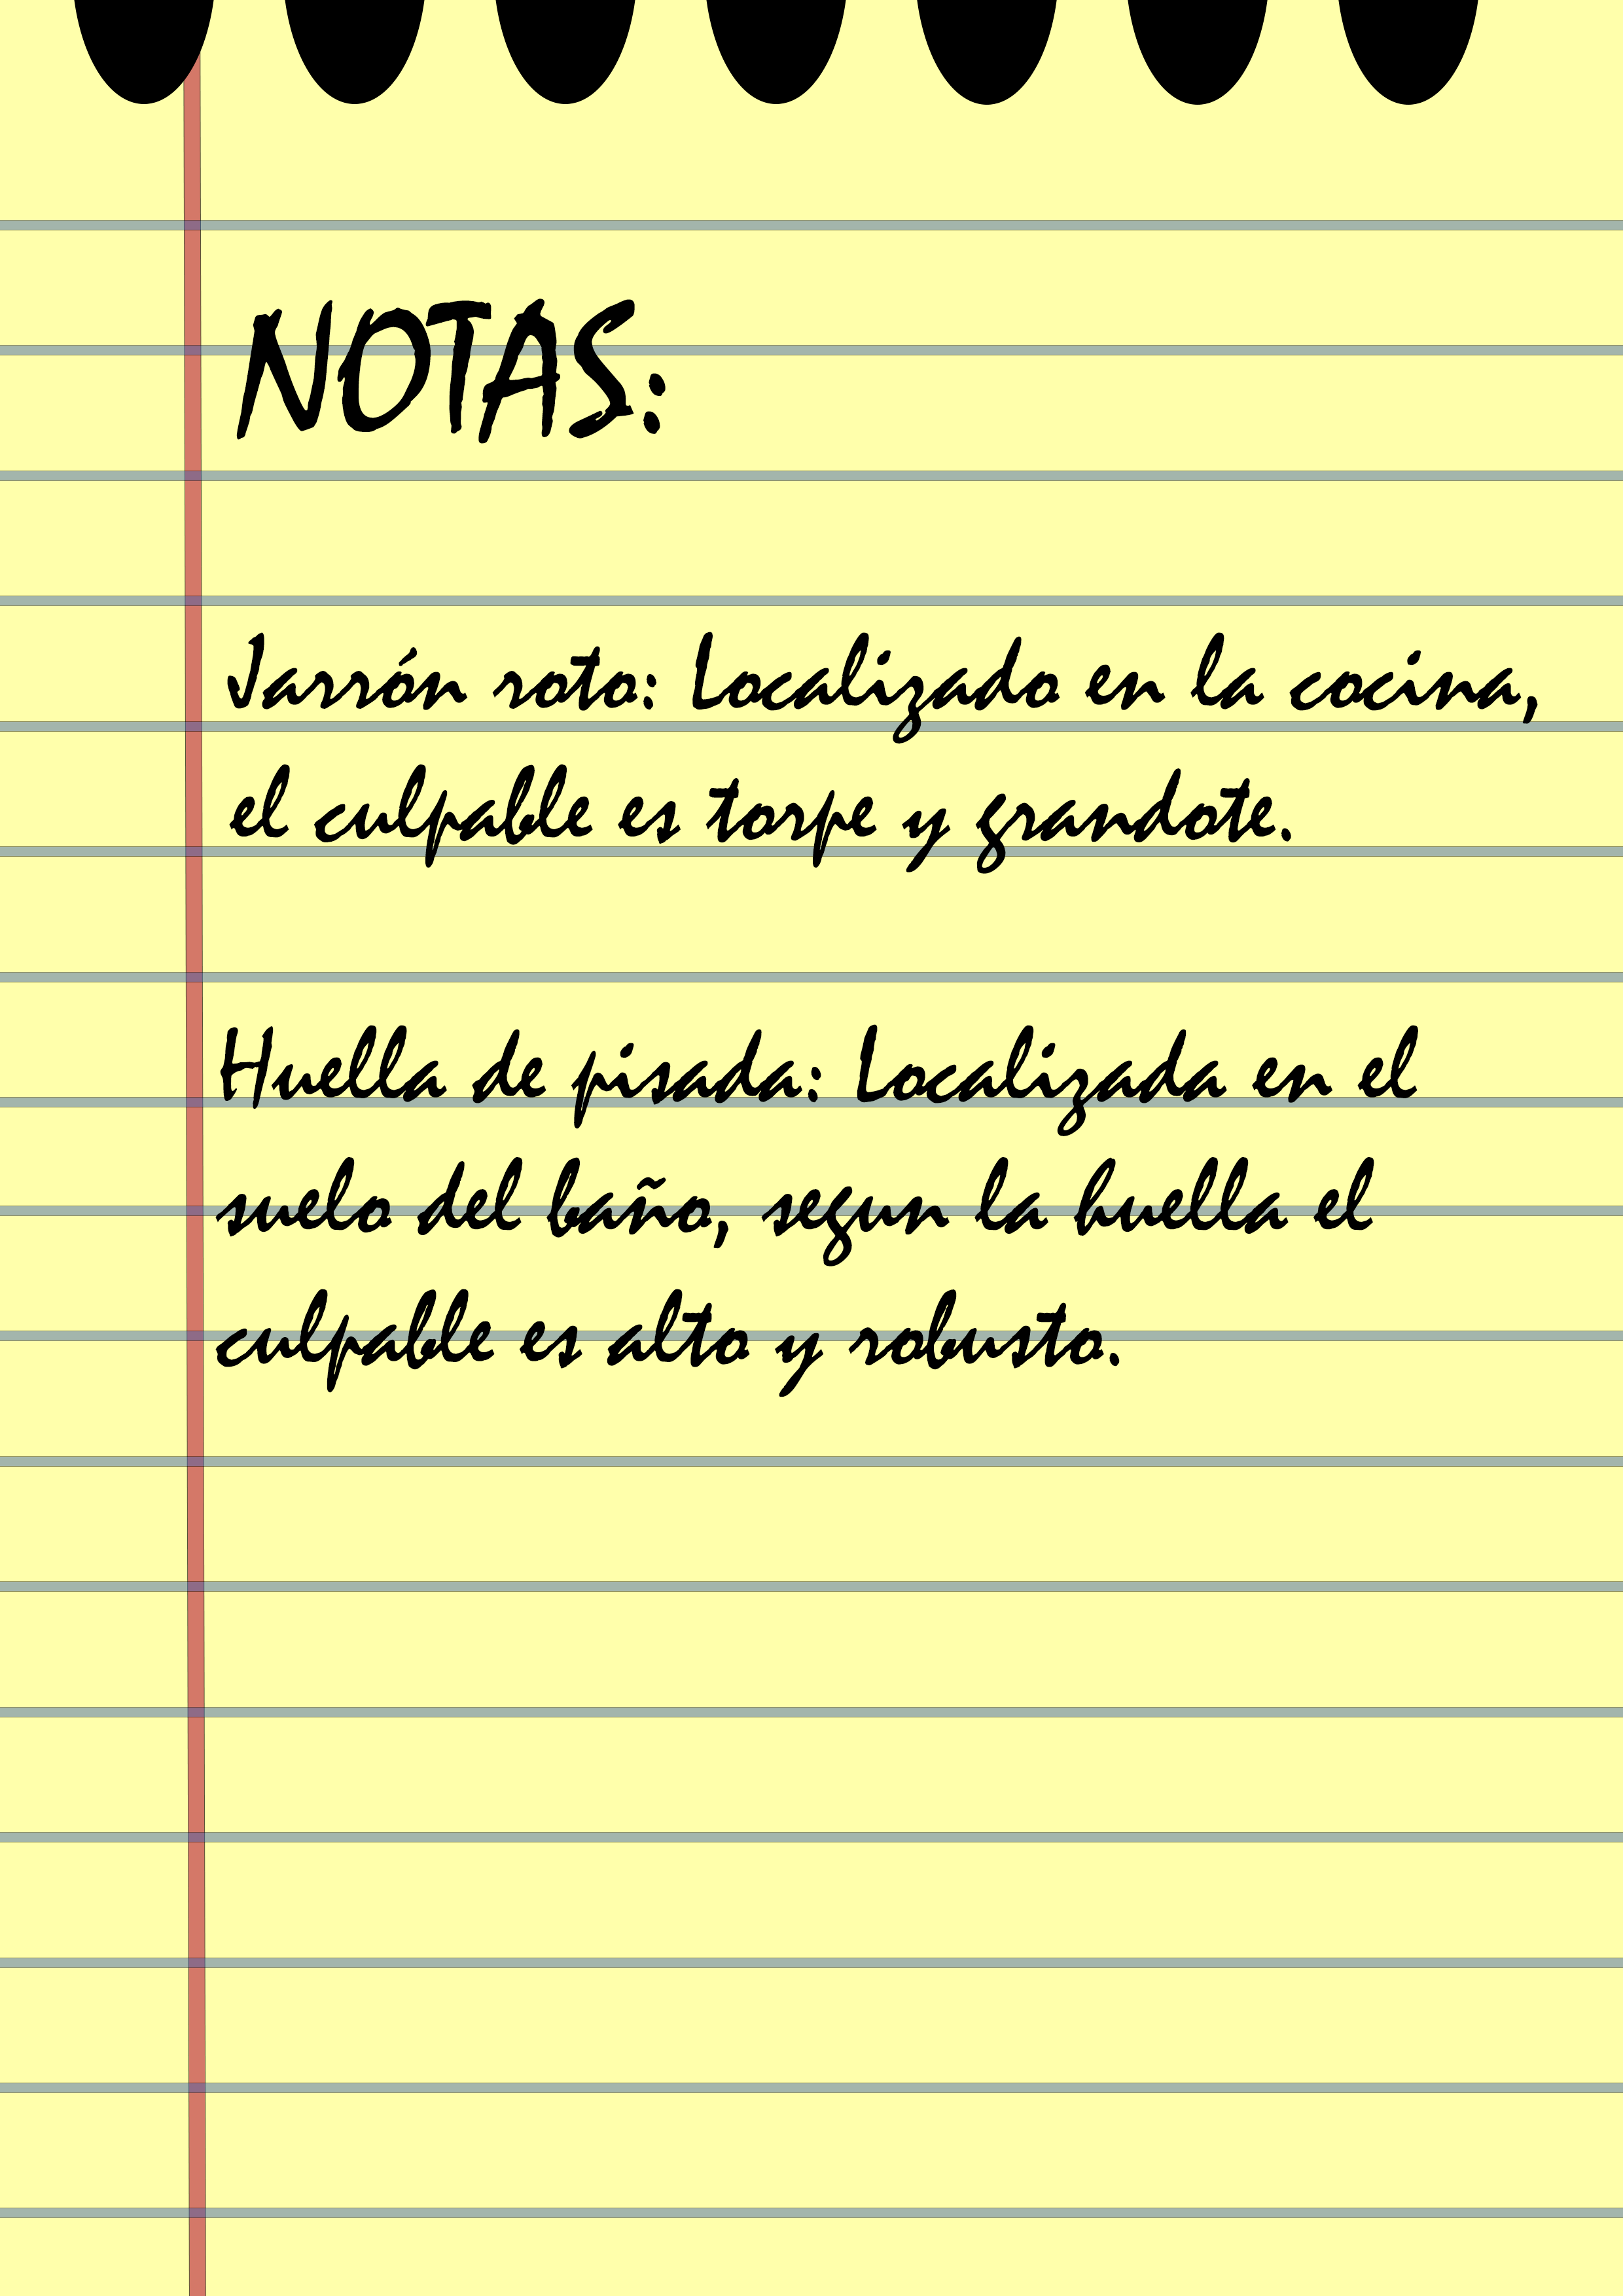 NOTAS:
Jarrón roto: Localizado en la cocina,
el culpable es torpe y grandote.
Huella de pisada: Localizada en el
suelo del baño, segun la huella el
culpable es alto y robusto.